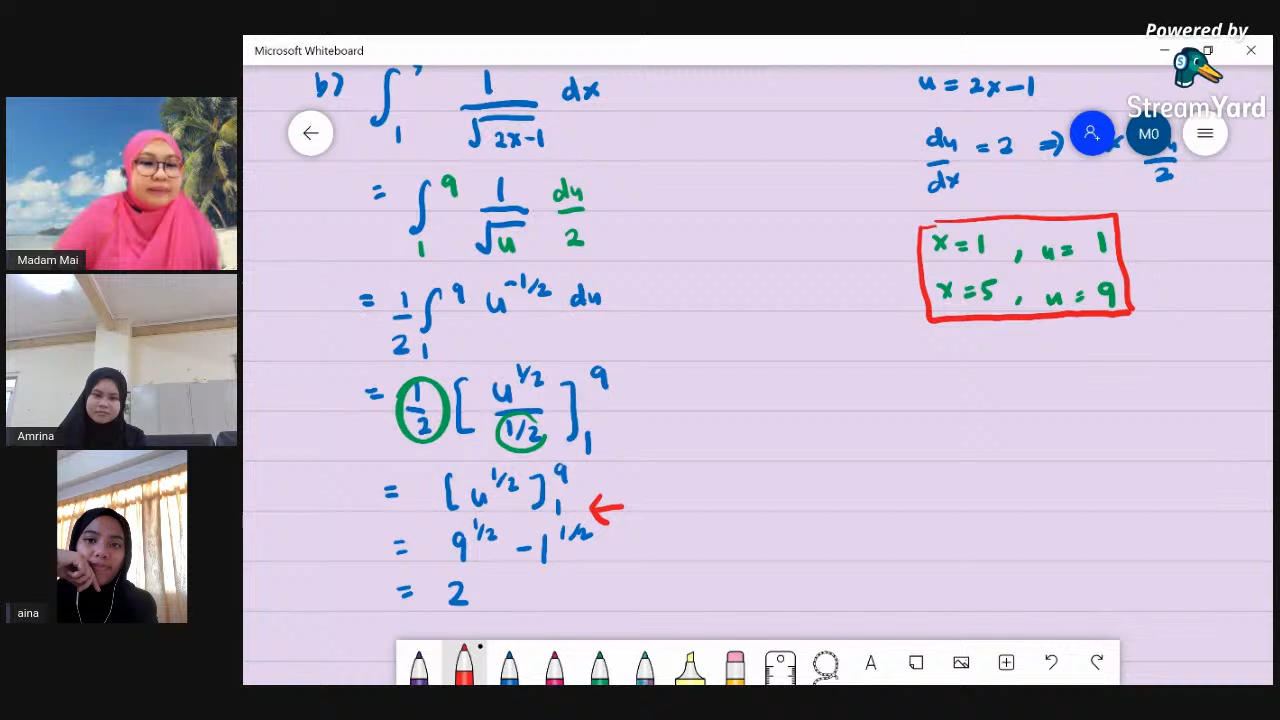 Powered by
StreamYard
Microsoft Whiteboard
M0
Madam Mai
Amrina
aina
b) ∫₁ 1/√(2x-1) dx
= ∫₁⁹ 1/√u du/2
= 1/2 ∫₁⁹ u^(-1/2) du
= 1/2 [ u^(1/2) / (1/2) ]₁⁹
= [ u^(1/2) ]₁⁹
= 9^(1/2) - 1^(1/2)
= 2
u = 2x-1
du/dx = 2 ⇒ /2
x = 1 , u = 1
x = 5 , u = 9
A